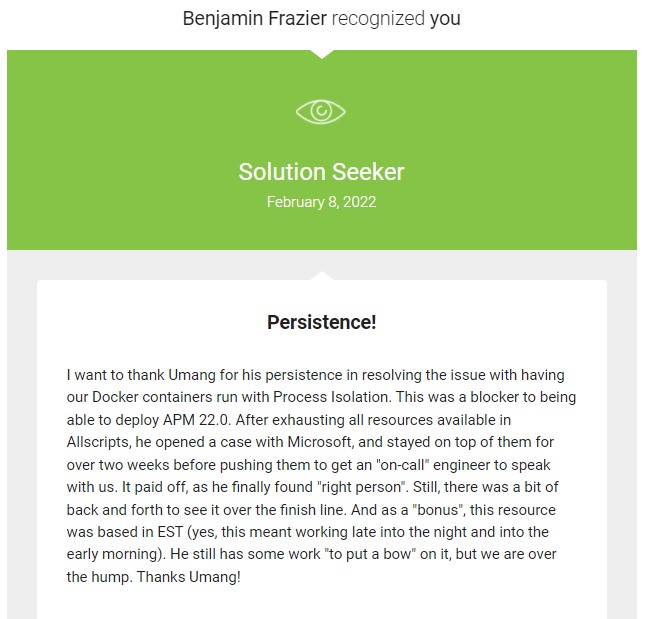 Benjamin Frazier recognized you
Solution Seeker
February 8, 2022
Persistence!
I want to thank Umang for his persistence in resolving the issue with having
our Docker containers run with Process Isolation. This was a blocker to being
able to deploy APM 22.0. After exhausting all resources available in
Allscripts, he opened a case with Microsoft, and stayed on top of them for
over two weeks before pushing them to get an "on-call" engineer to speak
with us. It paid off, as he finally found "right person". Still, there was a bit of
back and forth to see it over the finish line. And as a "bonus", this resource
was based in EST (yes, this meant working late into the night and into the
early morning). He still has some work "to put a bow" on it, but we are over
the hump. Thanks Umang!